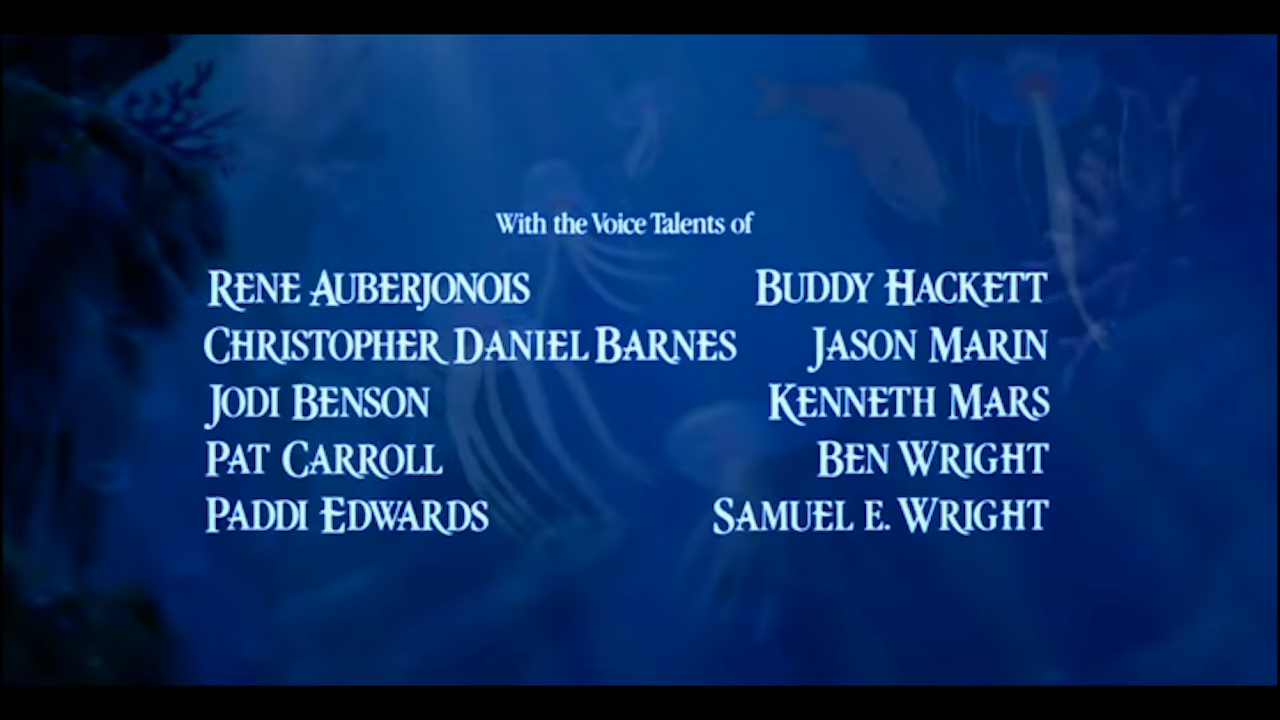 With the Voice Talents of
RENE AUBERJONOIS BUDDY HACKETT
CHRISTOPHER DANIEL BARNES JASON MARIN
JODI BENSON KENNETH MARS
PAT CARROLL BEN WRIGHT
PADDI EDWARDS SAMUEL E. WRIGHT